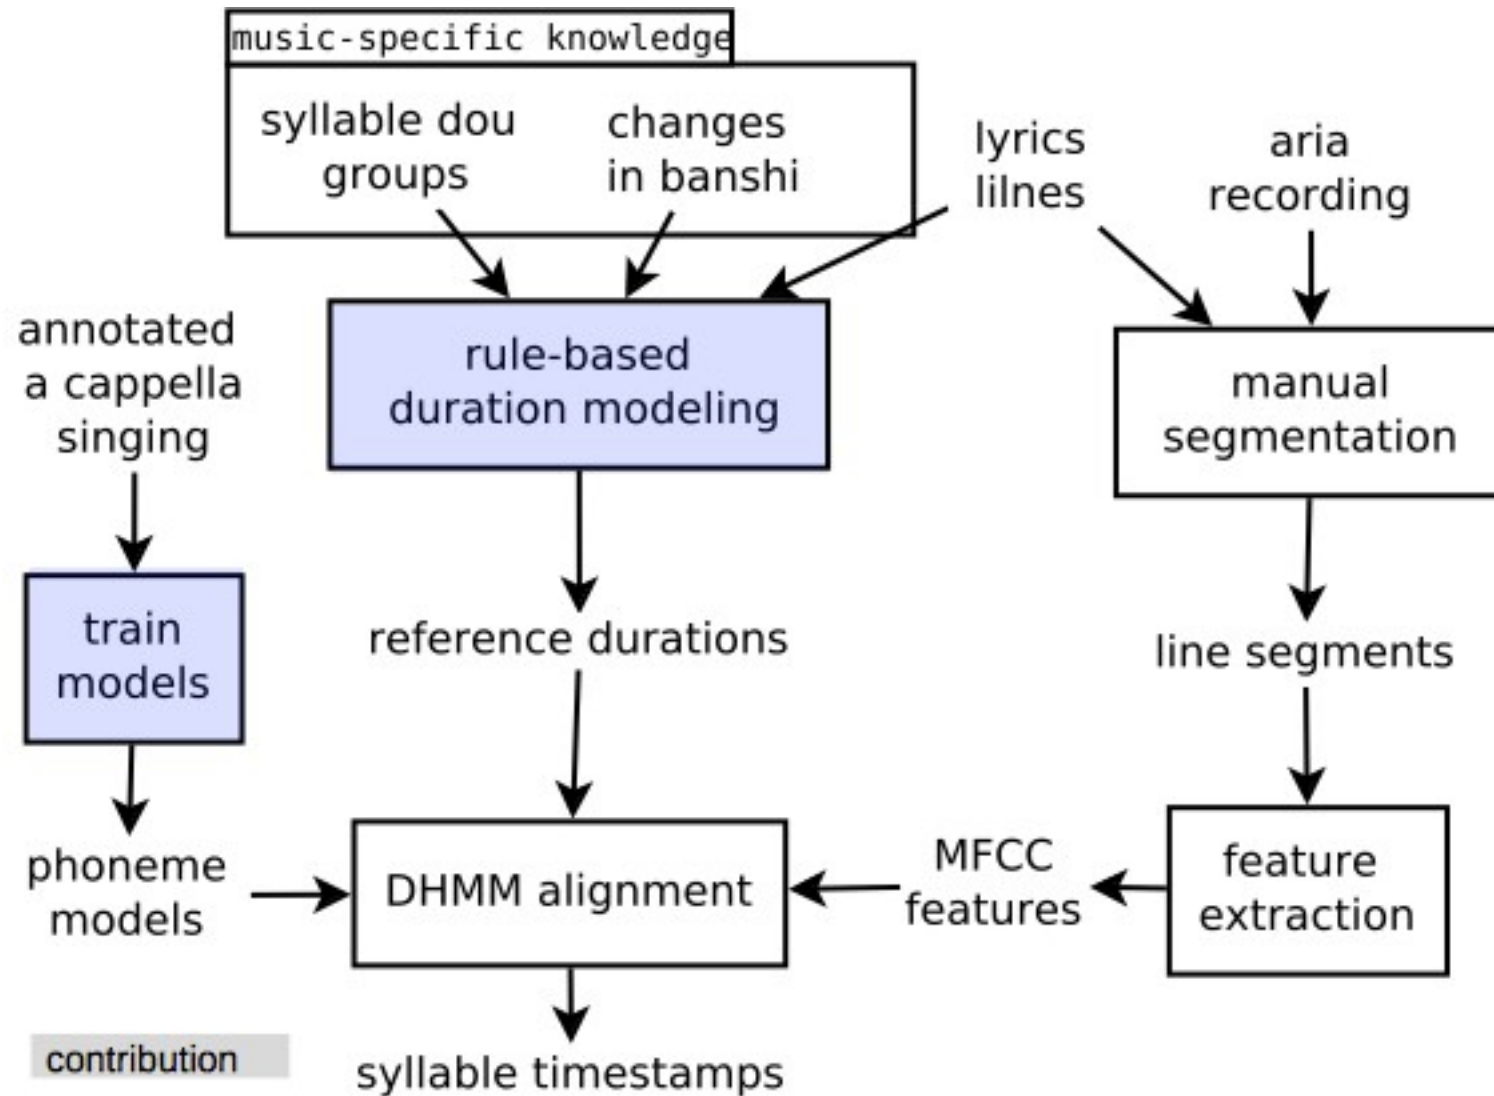 music-specific knowledge
syllable dou
groups
changes
in banshi
lyrics
lilnes
aria
recording
annotated
a cappella
singing
rule-based
duration modeling
manual
segmentation
train
models
reference durations
line segments
phoneme
models
DHMM alignment
MFCC
features
feature
extraction
contribution
syllable timestamps